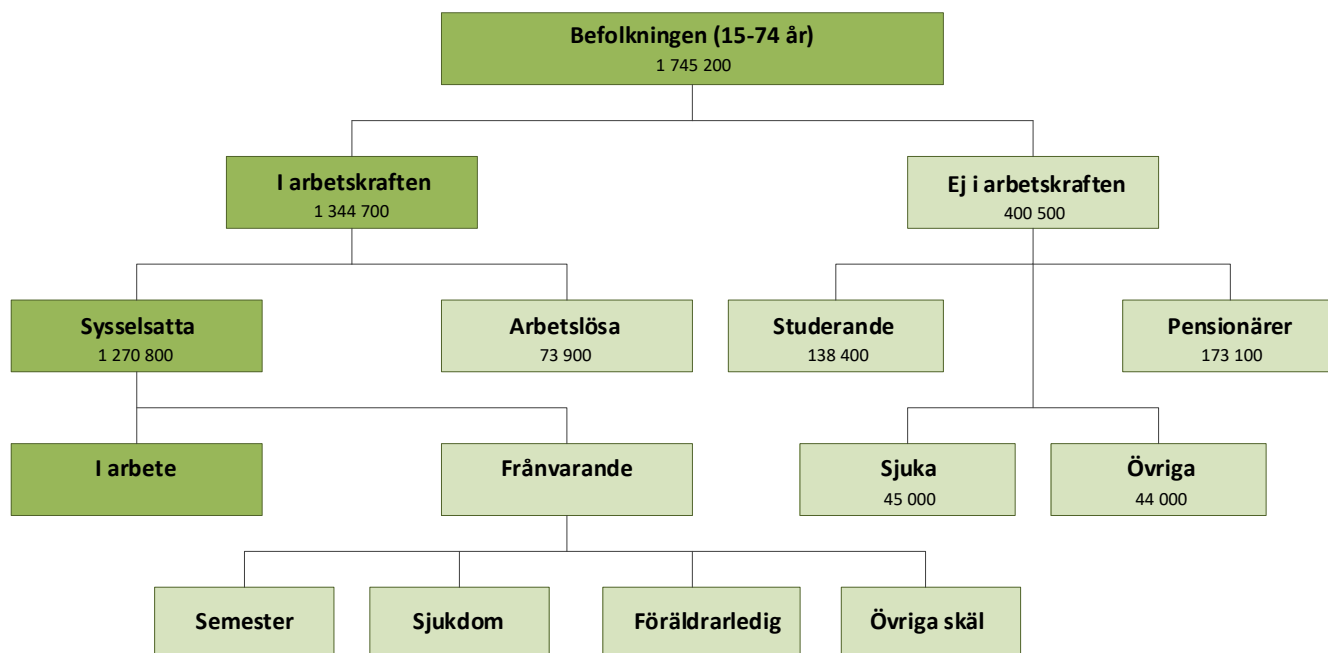 Befolkningen (15-74 år)
1 745 200
I arbetskraften
1 344 700
Ej i arbetskraften
400 500
Sysselsatta
1 270 800
Arbetslösa
73 900
Studerande
138 400
Pensionärer
173 100
I arbete
Frånvarande
Sjuka
45 000
Övriga
44 000
Semester
Sjukdom
Föräldrarledig
Övriga skäl